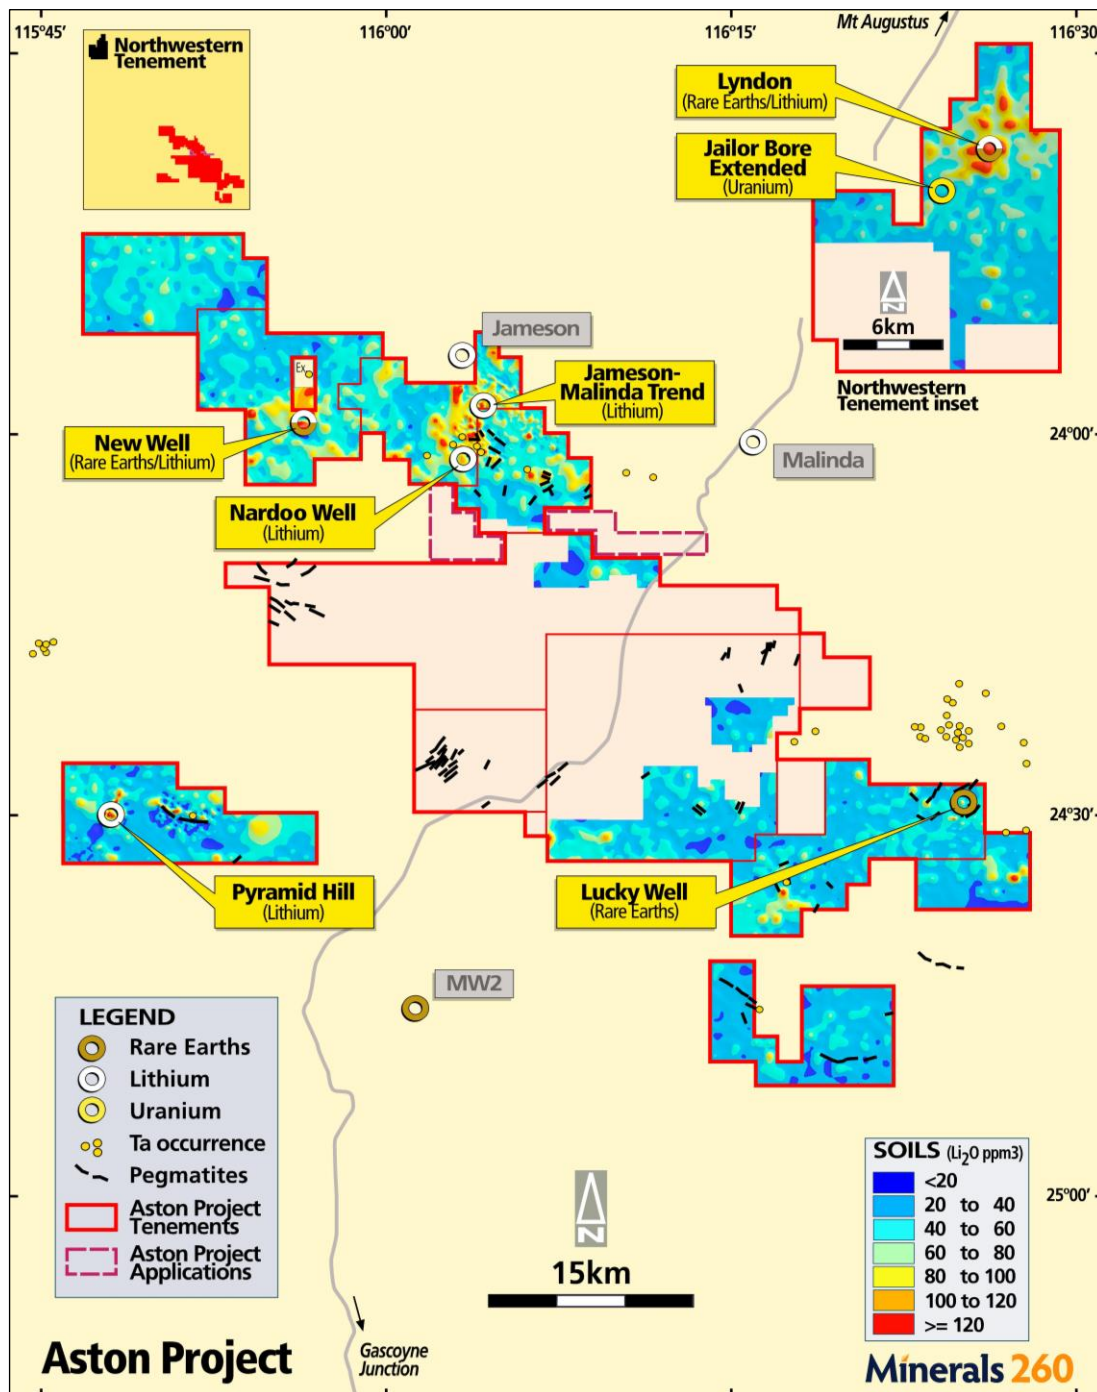 115°45'
116°00'
116°15'
116°30'
Mt Augustus
Northwestern
Tenement
Lyndon
(Rare Earths/Lithium)
Jailor Bore
Extended
(Uranium)
N
6km
Northwestern
Tenement inset
Jameson
Ex.
Jameson-
Malinda Trend
(Lithium)
New Well
(Rare Earths/Lithium)
Malinda
24°00'
Nardoo Well
(Lithium)
24°30'
Pyramid Hill
(Lithium)
Lucky Well
(Rare Earths)
MW2
LEGEND
Rare Earths
Lithium
Uranium
Ta occurrence
Pegmatites
Aston Project
Tenements
Aston Project
Applications
SOILS (Li₂O ppm3)
<20
20 to 40
40 to 60
60 to 80
80 to 100
100 to 120
>= 120
25°00'
N
15km
Gascoyne
Junction
Aston Project
Minerals 260